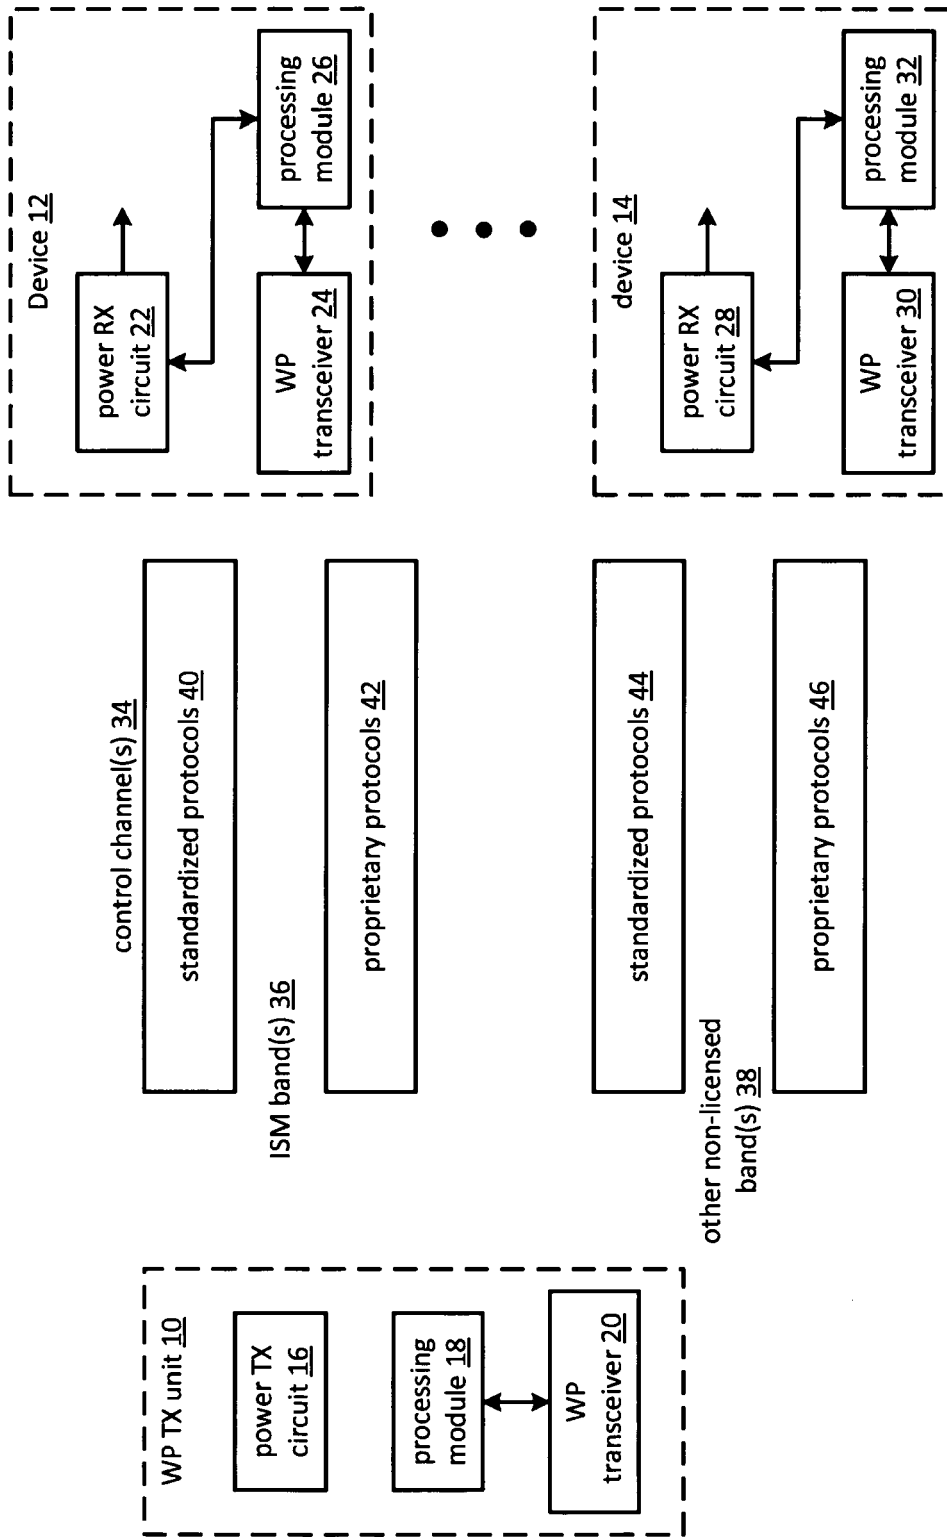 WP TX unit 10
power TX
circuit 16
processing
module 18
WP
transceiver 20
control channel(s) 34
standardized protocols 40
ISM band(s) 36
proprietary protocols 42
standardized protocols 44
other non-licensed
band(s) 38
proprietary protocols 46
Device 12
power RX
circuit 22
WP
transceiver 24
processing
module 26
device 14
power RX
circuit 28
WP
transceiver 30
processing
module 32